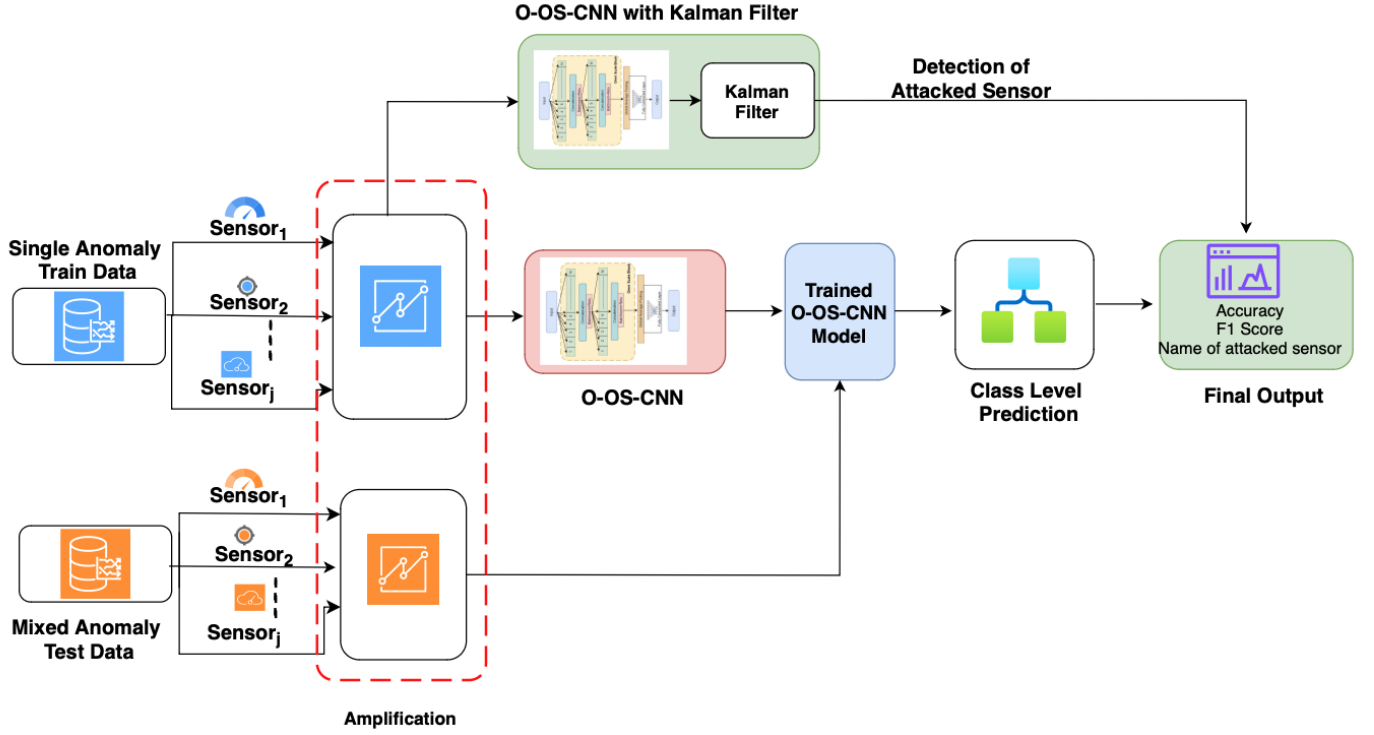 O-OS-CNN with Kalman Filter
Kalman
Filter
Detection of
Attacked Sensor
Single Anomaly
Train Data
Sensor1
Sensor2
Sensorj
O-OS-CNN
Trained
O-OS-CNN
Model
Class Level
Prediction
Accuracy
F1 Score
Name of attacked sensor
Final Output
Mixed Anomaly
Test Data
Sensor1
Sensor2
Sensorj
Amplification